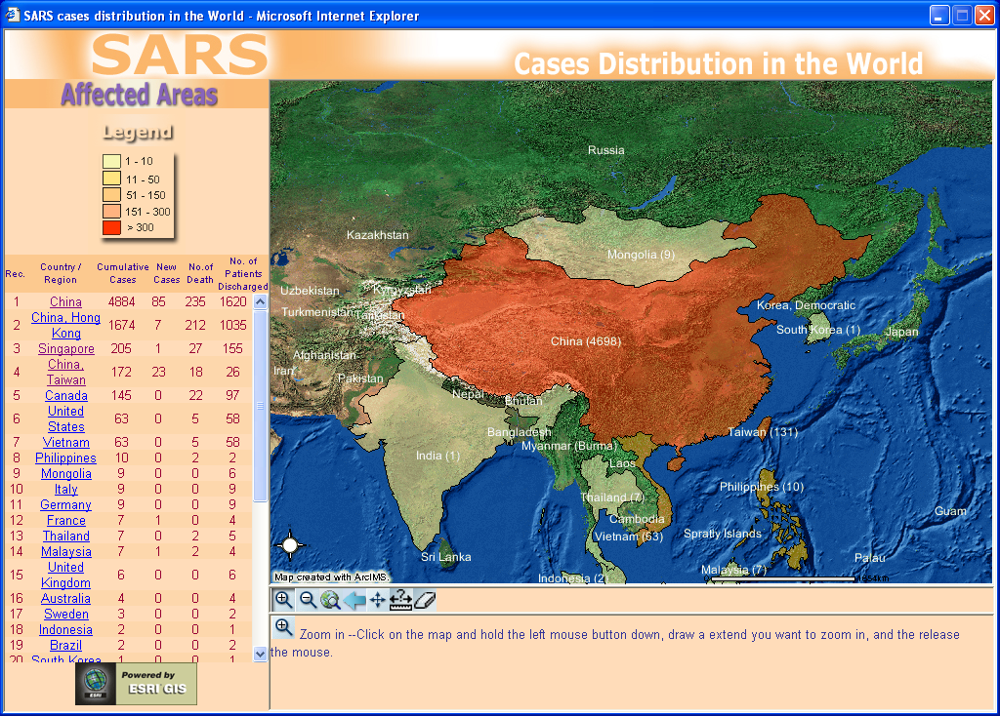 SARS cases distribution in the World - Microsoft Internet Explorer
SARS
Cases Distribution in the World
Affected Areas
Legend
1 - 10
11 - 50
51 - 150
151 - 300
> 300
Rec. Country / Region Cumulative Cases New Cases No.of Death No. of Patients Discharged
1 China 4884 85 235 1620
2 China, Hong Kong 1674 7 212 1035
3 Singapore 205 1 27 155
4 China, Taiwan 172 23 18 26
5 Canada 145 0 22 97
6 United States 63 0 5 58
7 Vietnam 63 0 5 58
8 Philippines 10 0 2 2
9 Mongolia 9 0 0 6
10 Italy 9 0 0 9
11 Germany 9 0 0 9
12 France 7 1 0 4
13 Thailand 7 0 2 5
14 Malaysia 7 1 2 4
15 United Kingdom 6 0 0 6
16 Australia 4 0 0 4
17 Sweden 3 0 0 2
18 Indonesia 2 0 0 1
19 Brazil 2 0 0 2
20 South Korea 1 0 0 1
Powered by
ESRI GIS
ESRI
Russia
Kazakhstan
Mongolia (9)
Uzbekistan
Kyrgyzstan
Turkmenistan
Tajikistan
Korea, Democratic
South Korea (1)
Japan
China (4698)
Afghanistan
Iran
Pakistan
Nepal
Bhutan
Bangladesh
Taiwan (131)
Myanmar (Burma)
India (1)
Laos
Philippines (10)
Thailand (7)
Guam
Cambodia
Vietnam (63)
Spratly Islands
Sri Lanka
Palau
Malaysia (7)
Indonesia (2)
Map created with ArcIMS.
Zoom in --Click on the map and hold the left mouse button down, draw a extend you want to zoom in, and the release
the mouse.